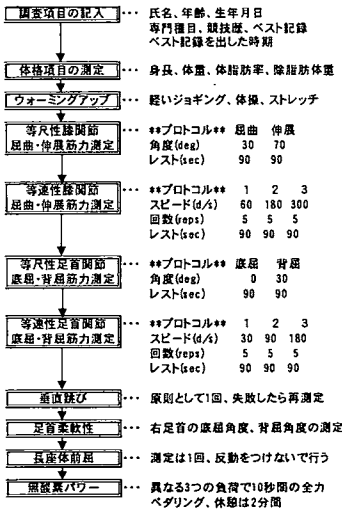 調査項目の記入 … 氏名、年齢、生年月日
専門種目、競技歴、ベスト記録
ベスト記録を出した時期
体格項目の測定 … 身長、体重、体脂肪率、除脂肪体重
ウォーミングアップ … 軽いジョギング、体操、ストレッチ
等尺性膝関節 … **プロトコル** 屈曲 伸展
屈曲・伸展筋力測定 角度(deg) 30 70
レスト(sec) 90 90
等速性膝関節 … **プロトコル** 1 2 3
屈曲・伸展筋力測定 スピード(d/s) 60 180 300
回数(reps) 5 5 5
レスト(sec) 90 90 90
等尺性足首関節 … **プロトコル** 底屈 背屈
底屈・背屈筋力測定 角度(deg) 0 30
レスト(sec) 90 90
等速性足首関節 … **プロトコル** 1 2 3
底屈・背屈筋力測定 スピード(d/s) 30 90 180
回数(reps) 5 5 5
レスト(sec) 90 90 90
垂直跳び … 原則として1回、失敗したら再測定
足首柔軟性 … 右足首の底屈角度、背屈角度の測定
長座体前屈 … 測定は1回、反動をつけないで行う
無酸素パワー … 異なる3つの負荷で10秒間の全力
ペダリング、休憩は2分間